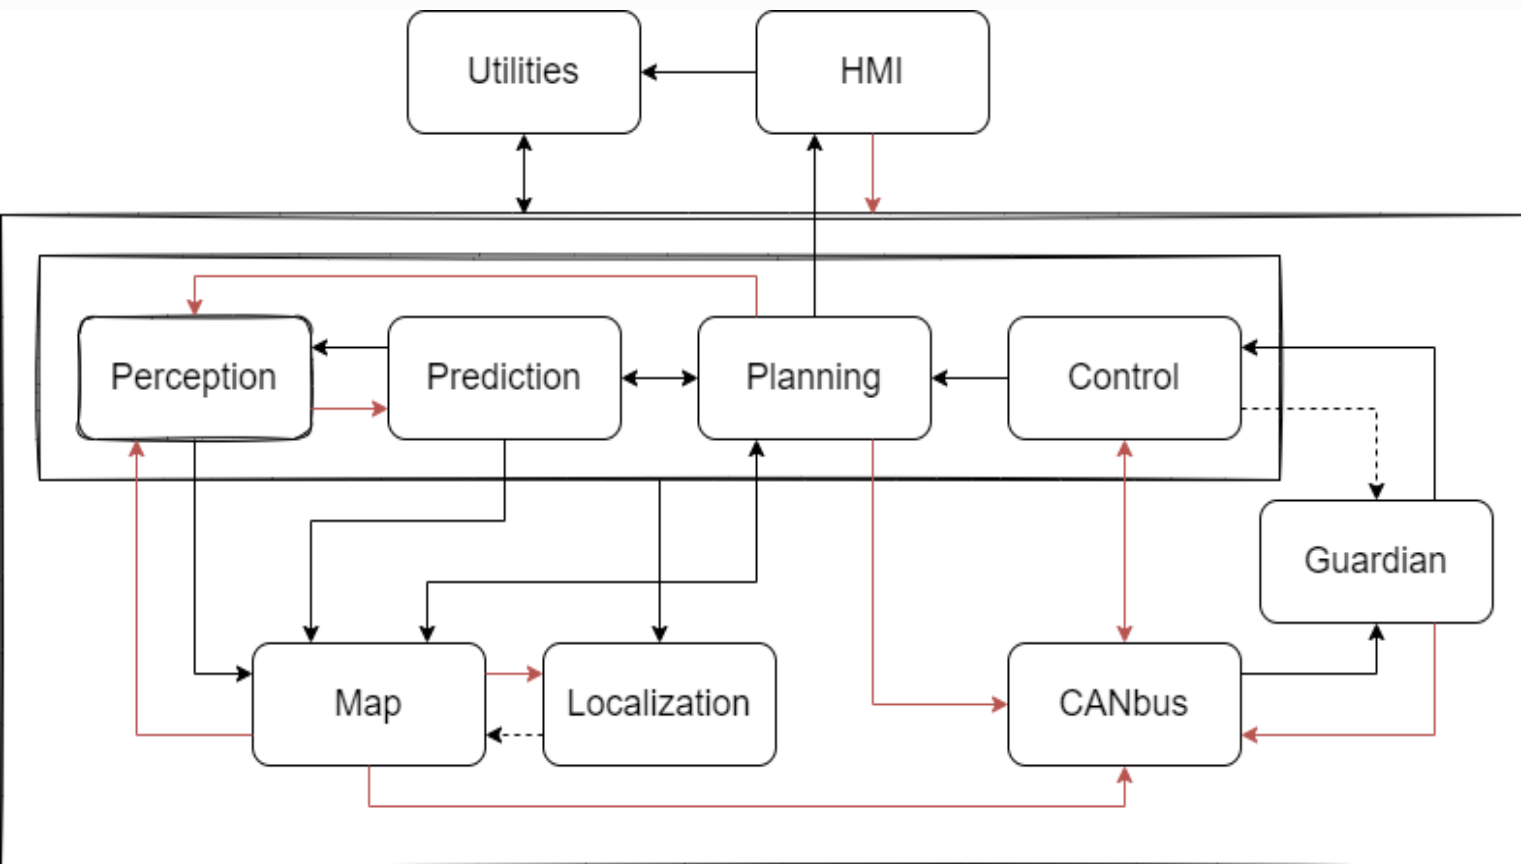 Utilities
HMI
Perception
Prediction
Planning
Control
Guardian
Map
Localization
CANbus